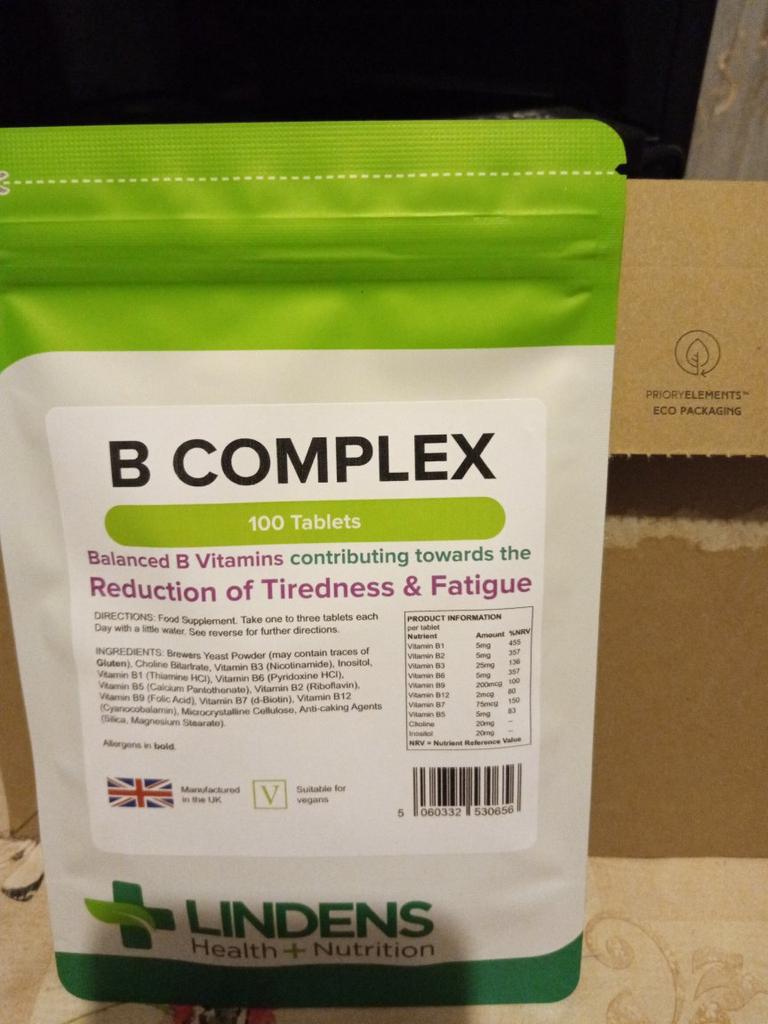 PRIORYELEMENTS™
ECO PACKAGING
B COMPLEX
100 Tablets
Balanced B Vitamins contributing towards the
Reduction of Tiredness & Fatigue
DIRECTIONS: Food Supplement. Take one to three tablets each
Day with a little water. See reverse for further directions.
INGREDIENTS: Brewers Yeast Powder (may contain traces of
Gluten), Choline Bitartrate, Vitamin B3 (Nicotinamide), Inositol,
Vitamin B1 (Thiamine HCl), Vitamin B6 (Pyridoxine HCl),
Vitamin B5 (Calcium Pantothenate), Vitamin B2 (Riboflavin),
Vitamin B9 (Folic Acid), Vitamin B7 (d-Biotin), Vitamin B12
(Cyanocobalamin), Microcrystalline Cellulose, Anti-caking Agents
(Silica, Magnesium Stearate).
Allergens in bold.
PRODUCT INFORMATION
per tablet
Nutrient Amount %NRV
Vitamin B1 5mg 455
Vitamin B2 5mg 357
Vitamin B3 25mg 136
Vitamin B6 5mg 357
Vitamin B9 200mcg 100
Vitamin B12 2mcg 80
Vitamin B7 75mcg 150
Vitamin B5 5mg 83
Choline 20mg --
Inositol 20mg --
NRV = Nutrient Reference Value
Manufactured
in the UK
V
Suitable for
vegans
5 060332 530656
LINDENS
Health + Nutrition